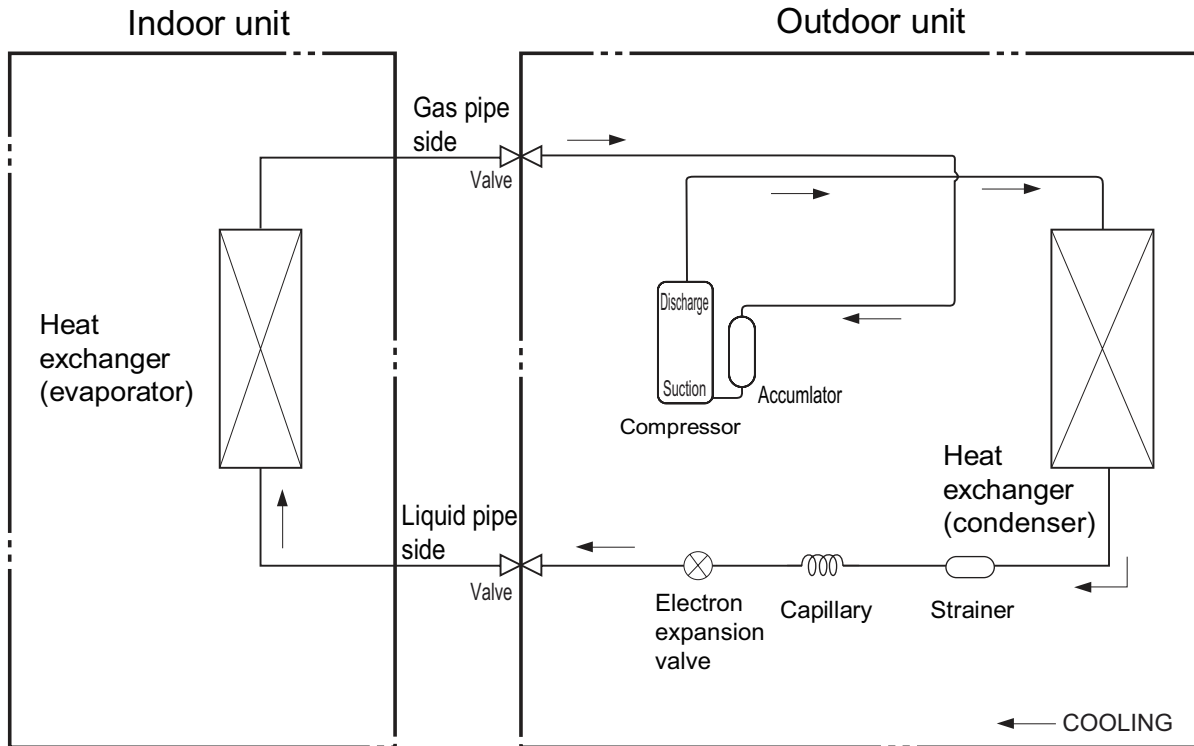 Indoor unit
Outdoor unit
Gas pipe
side
Valve
Discharge
Suction
Accumlator
Compressor
Heat
exchanger
(evaporator)
Heat
exchanger
(condenser)
Liquid pipe
side
Valve
Electron
expansion
valve
Capillary
Strainer
COOLING